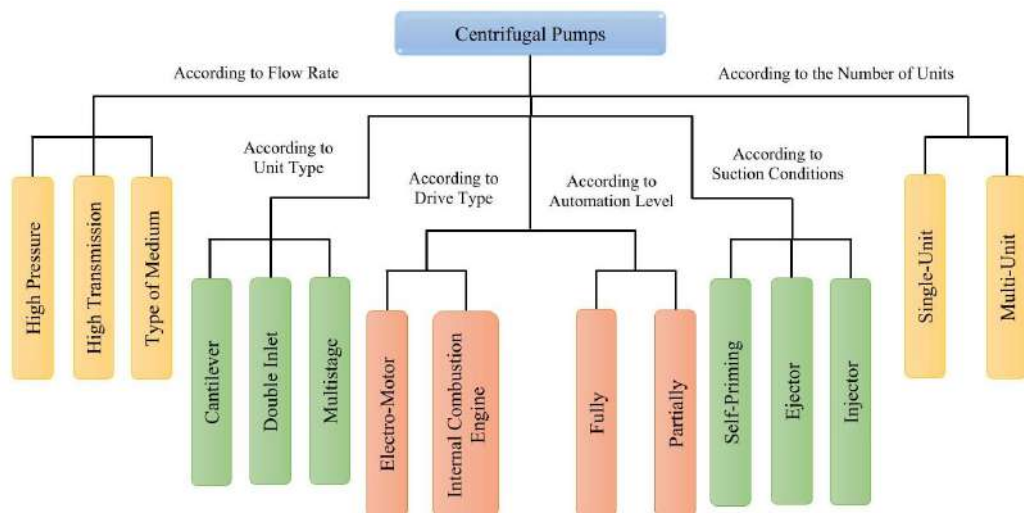 Centrifugal Pumps
According to Flow Rate
According to the Number of Units
According to
Unit Type
According to
Drive Type
According to
Automation Level
According to
Suction Conditions
High Pressure
High Transmission
Type of Medium
Cantilever
Double Inlet
Multistage
Electro-Motor
Internal Combustion
Engine
Fully
Partially
Self-Priming
Ejector
Injector
Single-Unit
Multi-Unit